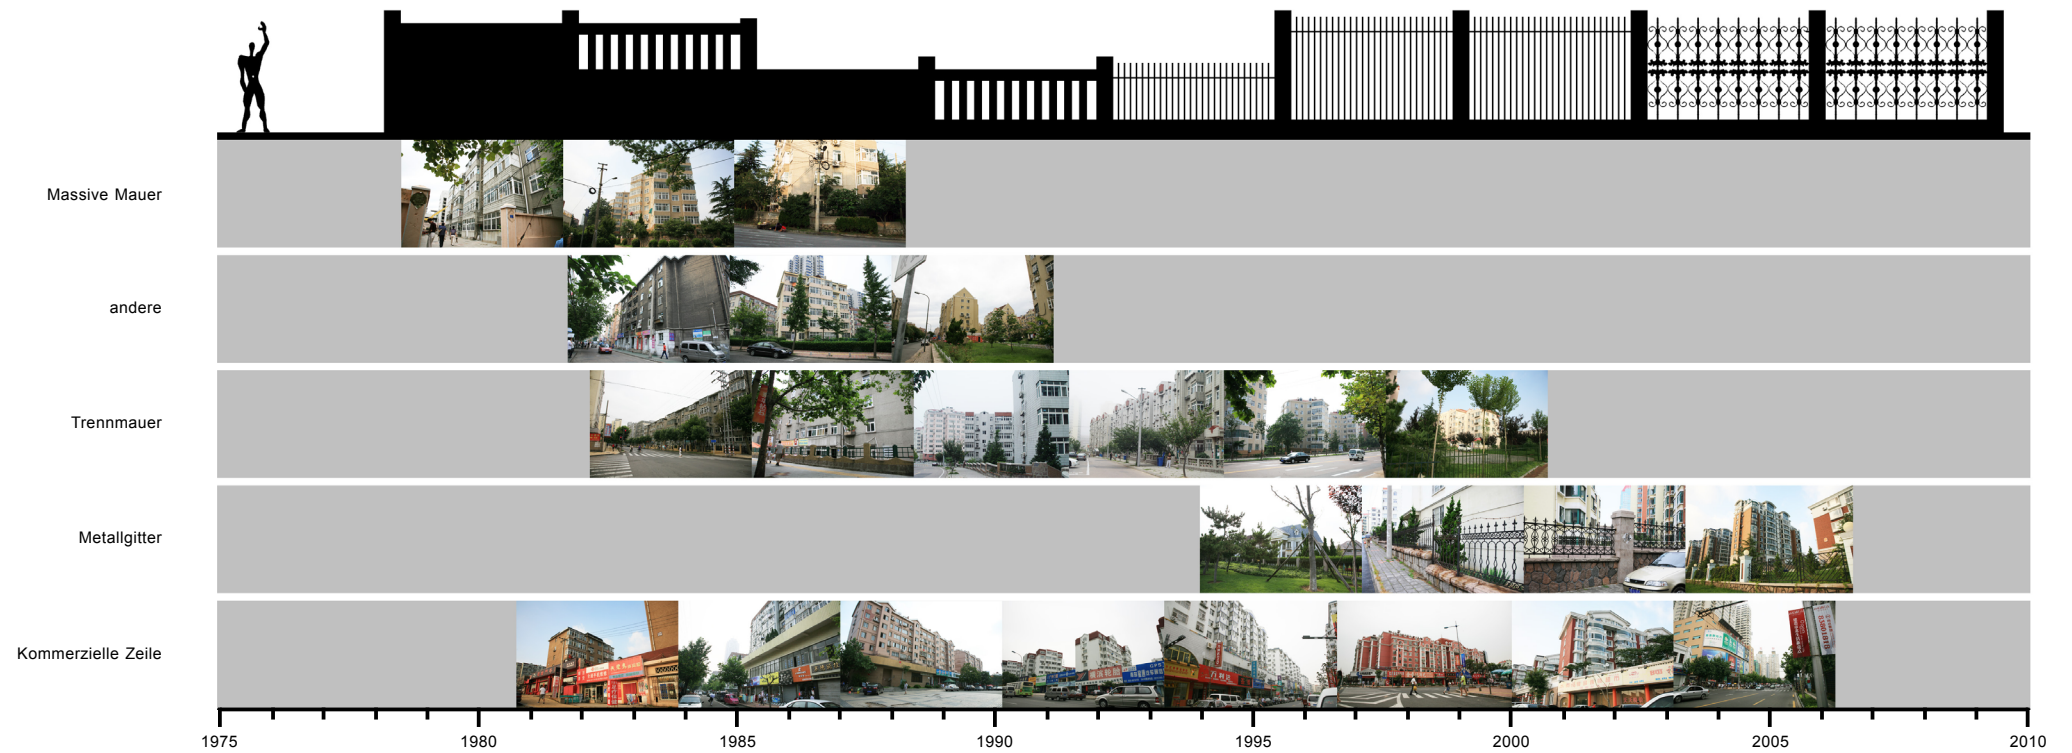 Massive Mauer
andere
Trennmauer
Metallgitter
Kommerzielle Zeile
1975 1980 1985 1990 1995 2000 2005 2010